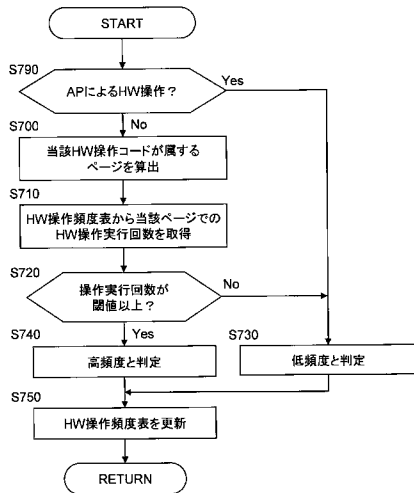 START
S790
APによるHW操作？
Yes
No
S700
当該HW操作コードが属する
ページを算出
S710
HW操作頻度表から当該ページでの
HW操作実行回数を取得
S720
操作実行回数が
閾値以上？
No
Yes
S740
高頻度と判定
S730
低頻度と判定
S750
HW操作頻度表を更新
RETURN